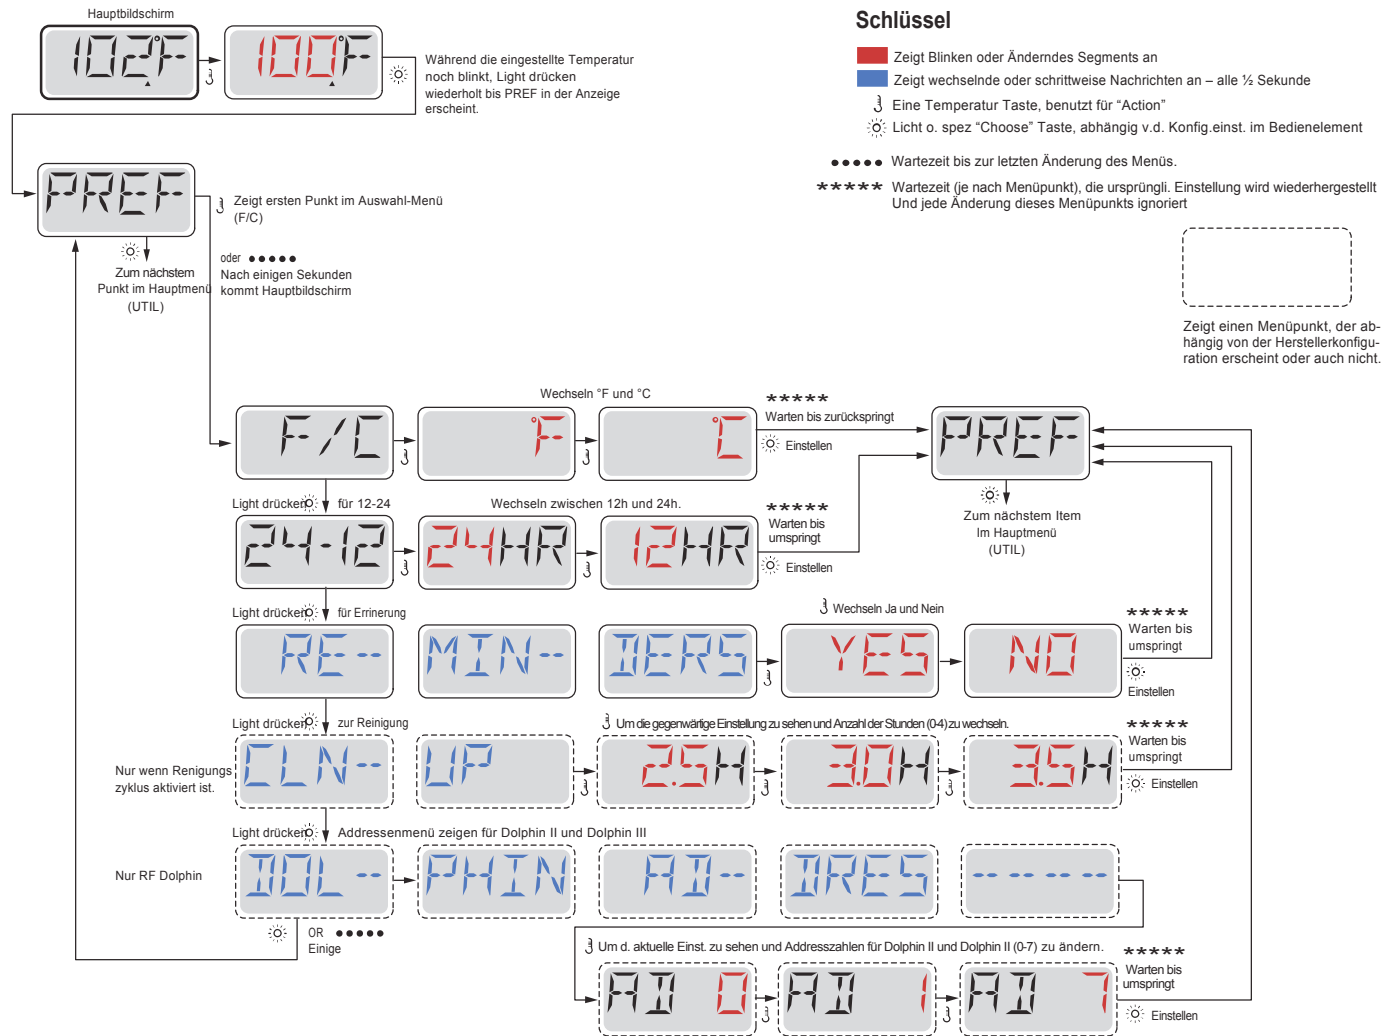 Hauptbildschirm
102°F
100°F
Während die eingestellte Temperatur
noch blinkt, Light drücken
wiederholt bis PREF in der Anzeige
erscheint.
Schlüssel
Zeigt Blinken oder Änderndes Segments an
Zeigt wechselnde oder schrittweise Nachrichten an – alle ½ Sekunde
Eine Temperatur Taste, benutzt für “Action”
Licht o. spez “Choose” Taste, abhängig v.d. Konfig.einst. im Bedienelement
Wartezeit bis zur letzten Änderung des Menüs.
***** Wartezeit (je nach Menüpunkt), die ursprüngli. Einstellung wird wiederhergestellt
Und jede Änderung dieses Menüpunkts ignoriert
Zeigt einen Menüpunkt, der ab-
hängig von der Herstellerkonfigu-
ration erscheint oder auch nicht.
PREF
Zeigt ersten Punkt im Auswahl-Menü
(F/C)
oder •••••
Nach einigen Sekunden
kommt Hauptbildschirm
Zum nächstem
Punkt im Hauptmenü
(UTIL)
Wechseln °F und °C
F/C
°F
°C
*****
Warten bis zurückspringt
Einstellen
PREF
Zum nächstem Item
Im Hauptmenü
(UTIL)
Light drücken für 12-24
Wechseln zwischen 12h und 24h.
24-12
24HR
12HR
*****
Warten bis
umspringt
Einstellen
Light drücken für Errinerung
Wechseln Ja und Nein
RE--
MIN--
DERS
YES
NO
*****
Warten bis
umspringt
Einstellen
Light drücken zur Reinigung
Um die gegenwärtige Einstellung zu sehen und Anzahl der Stunden (0-4) zu wechseln.
Nur wenn Renigungs
zyklus aktiviert ist.
CLN--
UP
2.5H
3.0H
3.5H
*****
Warten bis
umspringt
Einstellen
Light drücken Addressenmenü zeigen für Dolphin II und Dolphin III
Nur RF Dolphin
DOL--
PHIN
AD--
DRES
-----
OR •••••
Einige
Um d. aktuelle Einst. zu sehen und Addresszahlen für Dolphin II und Dolphin II (0-7) zu ändern.
AD 0
AD 1
AD 7
*****
Warten bis
umspringt
Einstellen